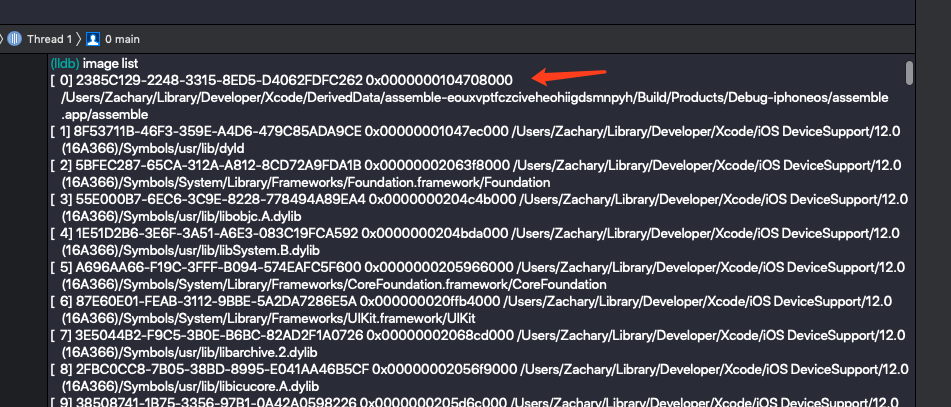 Thread 1 〉 0 main
(lldb) image list
[ 0] 2385C129-2248-3315-8ED5-D4062FDFC262 0x0000000104708000
/Users/Zachary/Library/Developer/Xcode/DerivedData/assemble-eouxvptfczciveheohiigdsmnpyh/Build/Products/Debug-iphoneos/assemble
.app/assemble
[ 1] 8F53711B-46F3-359E-A4D6-479C85ADA9CE 0x00000001047ec000 /Users/Zachary/Library/Developer/Xcode/iOS DeviceSupport/12.0
(16A366)/Symbols/usr/lib/dyld
[ 2] 5BFEC287-65CA-312A-A812-8CD72A9FDA1B 0x00000002063f8000 /Users/Zachary/Library/Developer/Xcode/iOS DeviceSupport/12.0
(16A366)/Symbols/System/Library/Frameworks/Foundation.framework/Foundation
[ 3] 55E000B7-6EC6-3C9E-8228-778494A89EA4 0x0000000204c4b000 /Users/Zachary/Library/Developer/Xcode/iOS DeviceSupport/12.0
(16A366)/Symbols/usr/lib/libobjc.A.dylib
[ 4] 1E51D2B6-3E6F-3A51-A6E3-083C19FCA592 0x0000000204bda000 /Users/Zachary/Library/Developer/Xcode/iOS DeviceSupport/12.0
(16A366)/Symbols/usr/lib/libSystem.B.dylib
[ 5] A696AA66-F19C-3FFF-B094-574EAFC5F600 0x0000000205966000 /Users/Zachary/Library/Developer/Xcode/iOS DeviceSupport/12.0
(16A366)/Symbols/System/Library/Frameworks/CoreFoundation.framework/CoreFoundation
[ 6] 87E60E01-FEAB-3112-9BBE-5A2DA7286E5A 0x000000020ffb4000 /Users/Zachary/Library/Developer/Xcode/iOS DeviceSupport/12.0
(16A366)/Symbols/System/Library/Frameworks/UIKit.framework/UIKit
[ 7] 3E5044B2-F9C5-3B0E-B6BC-82AD2F1A0726 0x00000002068cd000 /Users/Zachary/Library/Developer/Xcode/iOS DeviceSupport/12.0
(16A366)/Symbols/usr/lib/libarchive.2.dylib
[ 8] 2FBC0CC8-7B05-38BD-8995-E041AA46B5CF 0x00000002056f9000 /Users/Zachary/Library/Developer/Xcode/iOS DeviceSupport/12.0
(16A366)/Symbols/usr/lib/libicucore.A.dylib
[ 9] 38508741-1B75-3356-97B1-0A42A0598226 0x00000000205d6c000 /Users/Zachary/Library/Developer/Xcode/iOS DeviceSupport/12.0